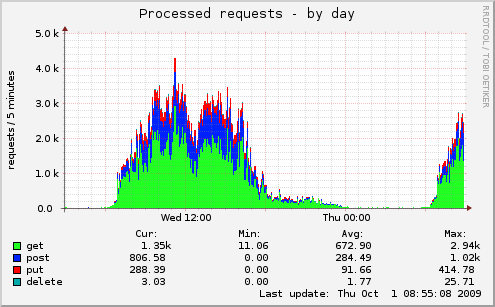 Processed requests - by day
RRDTOOL / TOBI OETIKER
requests / 5 minutes
5.0 k
4.0 k
3.0 k
2.0 k
1.0 k
0.0
Wed 12:00 Thu 00:00
Cur: Min: Avg: Max:
get 1.35k 11.06 672.90 2.94k
post 806.58 0.00 284.49 1.02k
put 288.39 0.00 91.66 414.78
delete 3.03 0.00 1.77 25.71
Last update: Thu Oct 1 08:55:08 2009